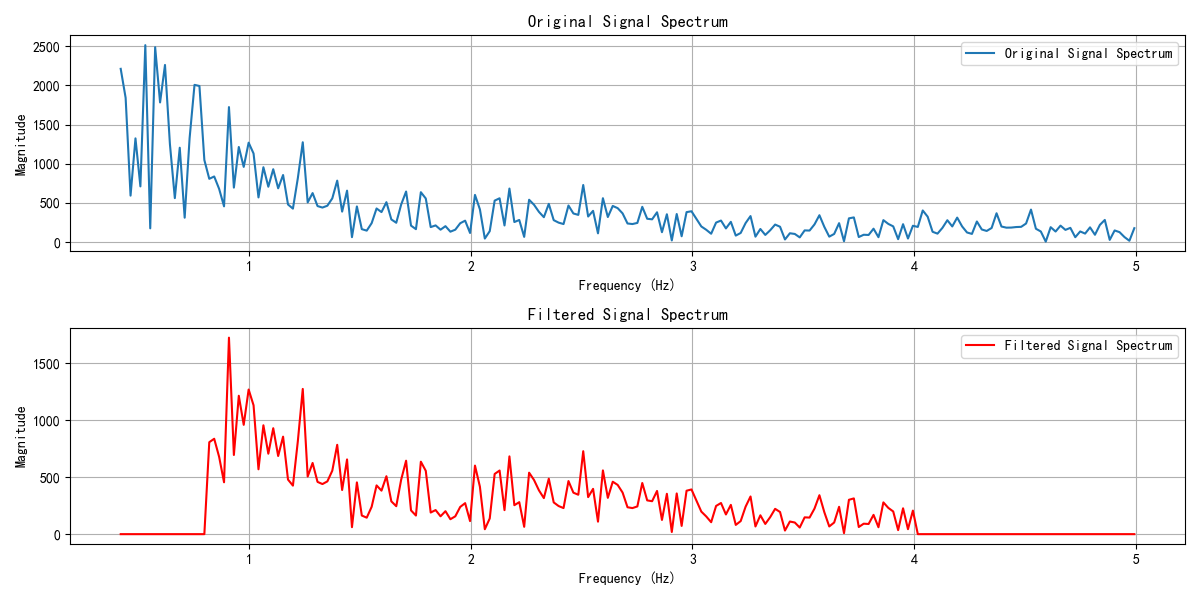 Original Signal Spectrum
2500
2000
1500
1000
500
0
Magnitude
Original Signal Spectrum
1 2 3 4 5
Frequency (Hz)
Filtered Signal Spectrum
1500
1000
500
0
Magnitude
Filtered Signal Spectrum
1 2 3 4 5
Frequency (Hz)